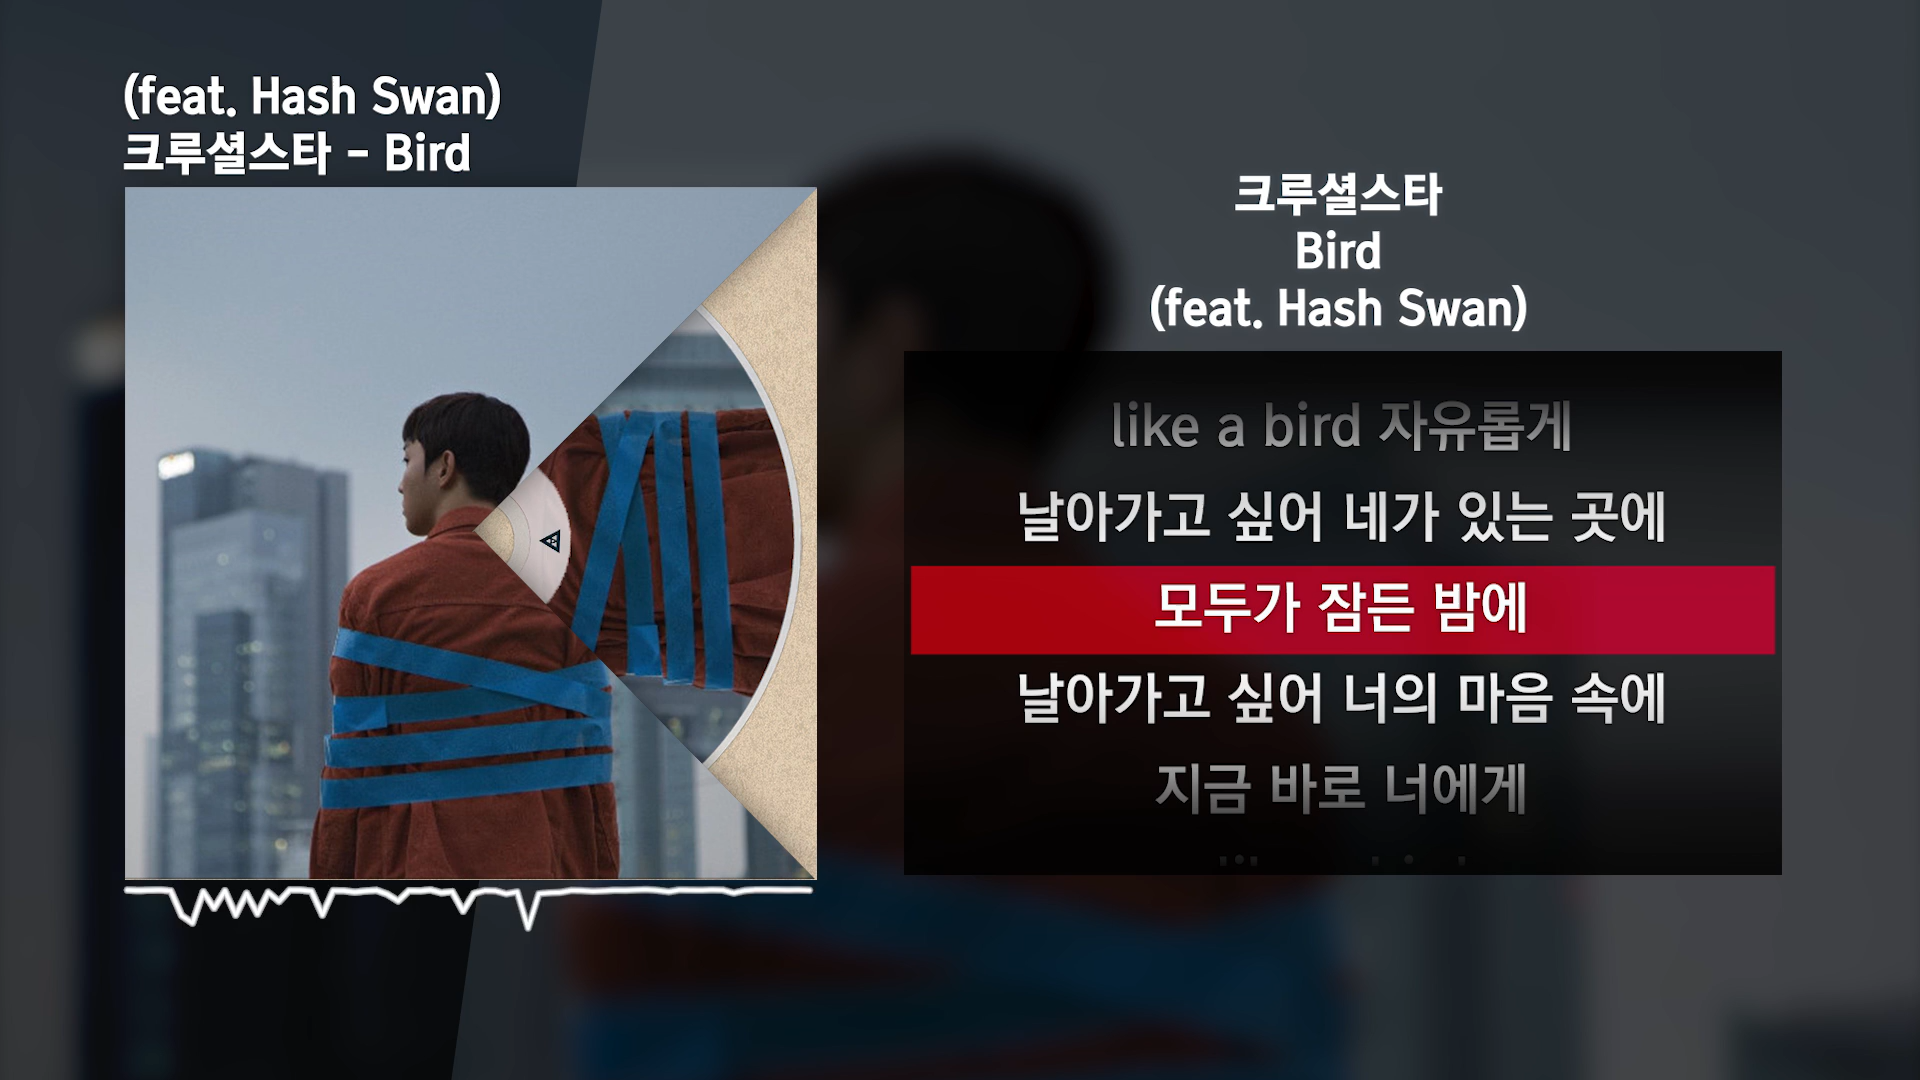 (feat. Hash Swan)
크루셜스타 - Bird
크루셜스타
Bird
(feat. Hash Swan)
like a bird 자유롭게
날아가고 싶어 네가 있는 곳에
모두가 잠든 밤에
날아가고 싶어 너의 마음 속에
지금 바로 너에게